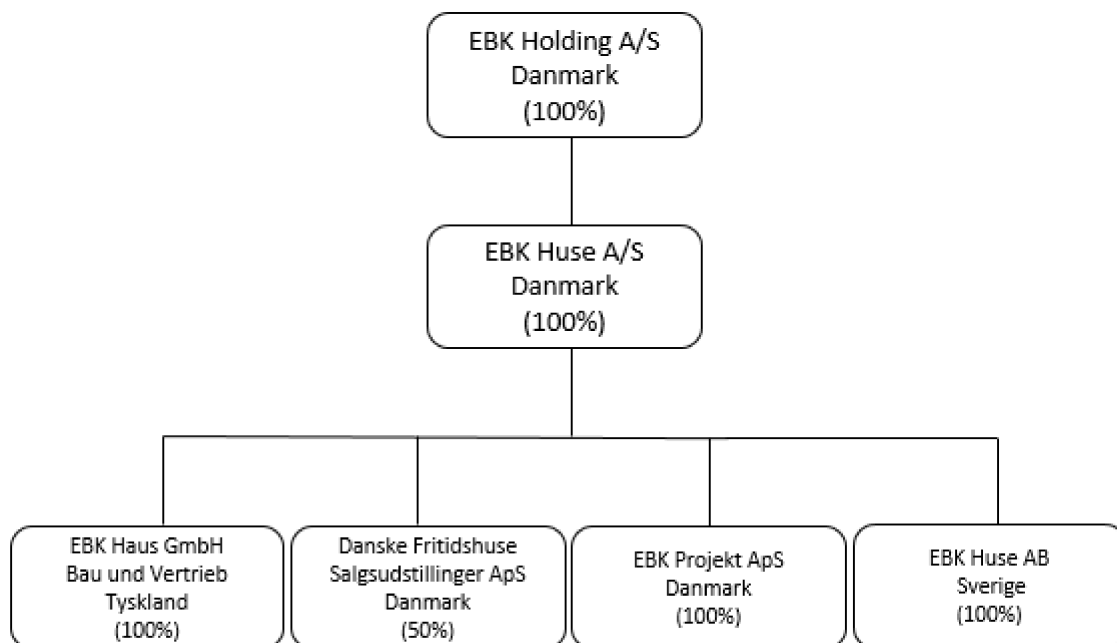 EBK Holding A/S
Danmark
(100%)
EBK Huse A/S
Danmark
(100%)
EBK Haus GmbH
Bau und Vertrieb
Tyskland
(100%)
Danske Fritidshuse
Salgsudstillinger ApS
Danmark
(50%)
EBK Projekt ApS
Danmark
(100%)
EBK Huse AB
Sverige
(100%)